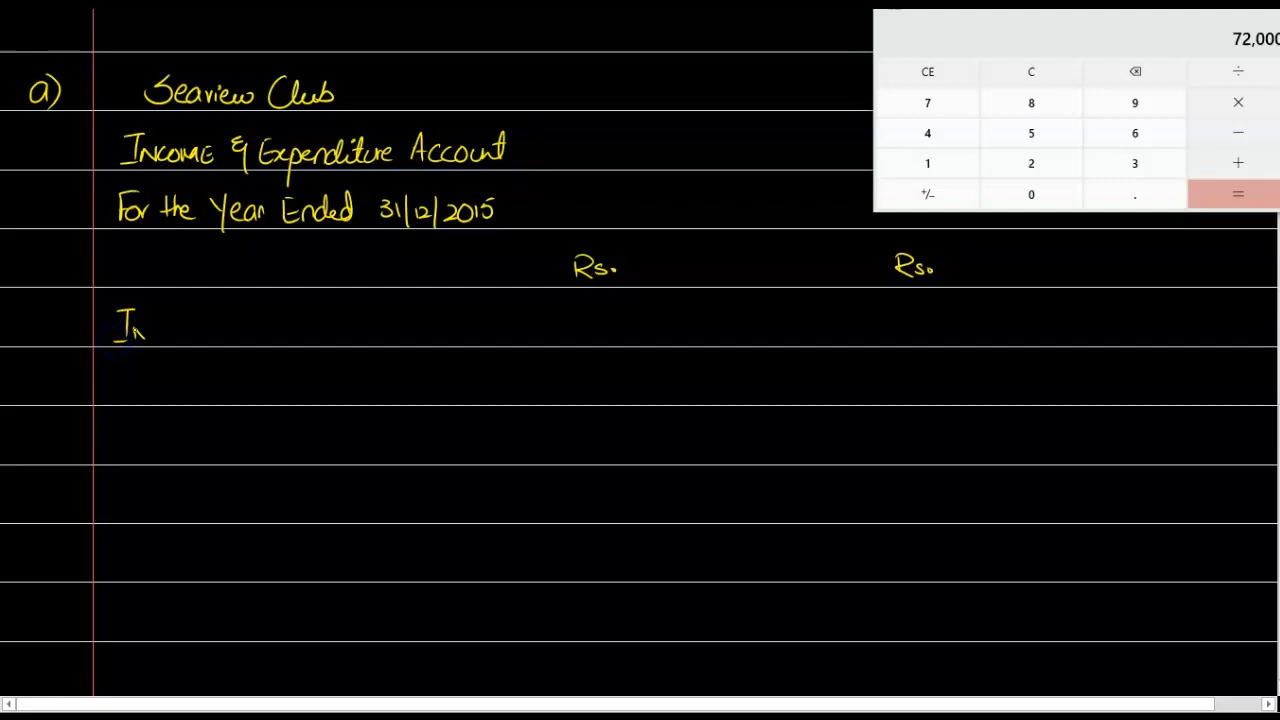 a) Seaview Club
Income & Expenditure Account
For the Year Ended 31/12/2015
Rs. Rs.
In
72,000
CE C ⌫ ÷
7 8 9 ×
4 5 6 −
1 2 3 +
+/− 0 . =